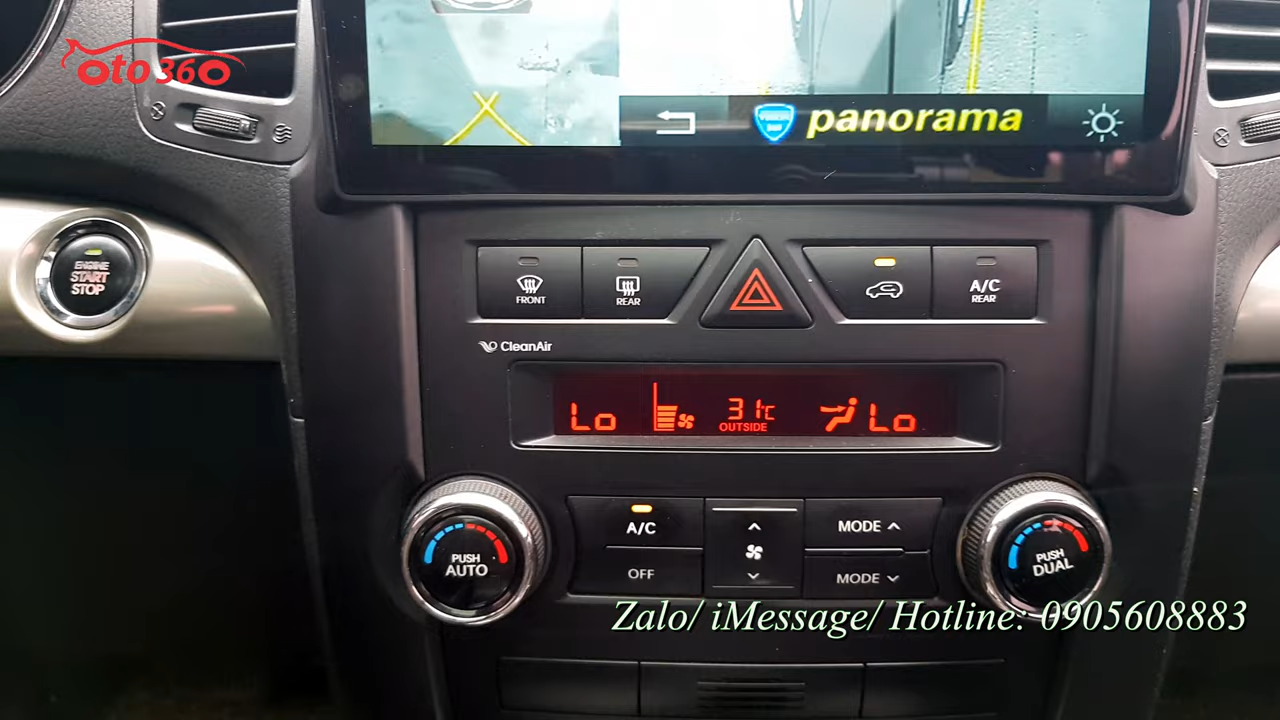 oto360
panorama
ENGINE
START
STOP
FRONT
REAR
A/C
REAR
CleanAir
Lo
31°C
OUTSIDE
Lo
PUSH
AUTO
A/C
OFF
MODE
MODE
PUSH
DUAL
Zalo/ iMessage/ Hotline: 0905608883